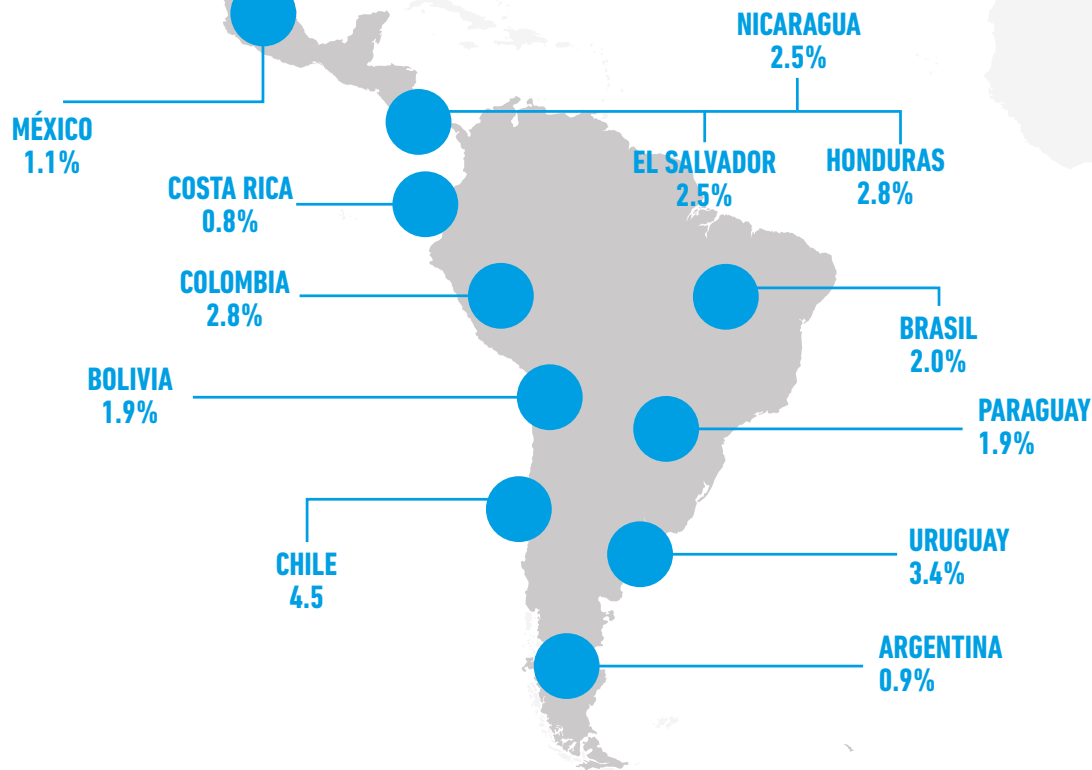 NICARAGUA
2.5%
MÉXICO
1.1%
EL SALVADOR
2.5%
HONDURAS
2.8%
COSTA RICA
0.8%
COLOMBIA
2.8%
BRASIL
2.0%
BOLIVIA
1.9%
PARAGUAY
1.9%
CHILE
4.5
URUGUAY
3.4%
ARGENTINA
0.9%